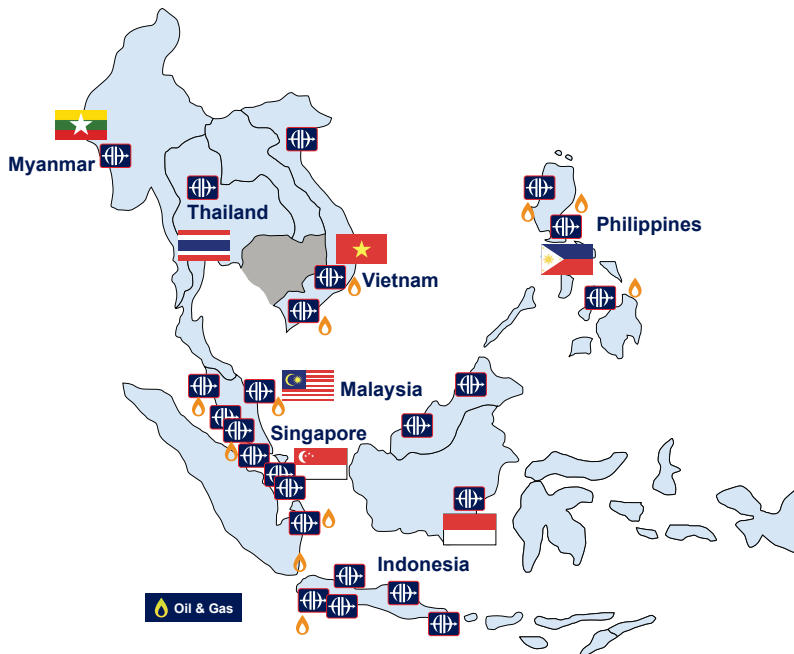 Myanmar
Thailand
Philippines
Vietnam
Malaysia
Singapore
Indonesia
Oil & Gas